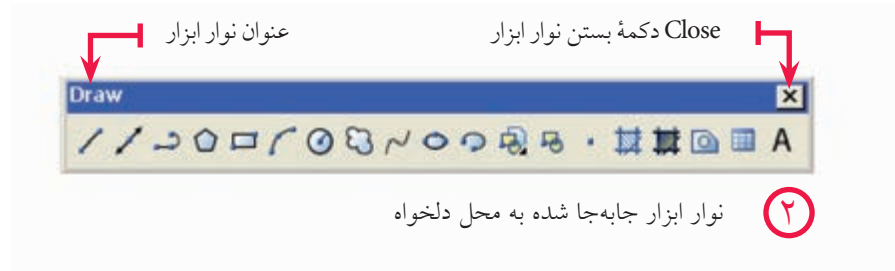 Close دکمهٔ بستن نوار ابزار
عنوان نوار ابزار
Draw
A
۲ نوار ابزار جابه‌جا شده به محل دلخواه